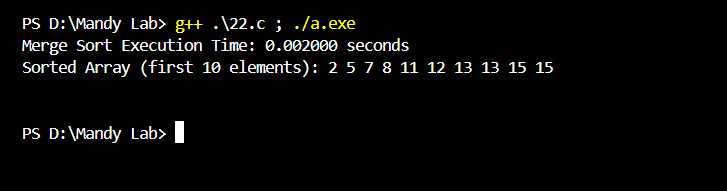 PS D:\Mandy Lab> g++ .\22.c ; ./a.exe
Merge Sort Execution Time: 0.002000 seconds
Sorted Array (first 10 elements): 2 5 7 8 11 12 13 13 15 15
PS D:\Mandy Lab>